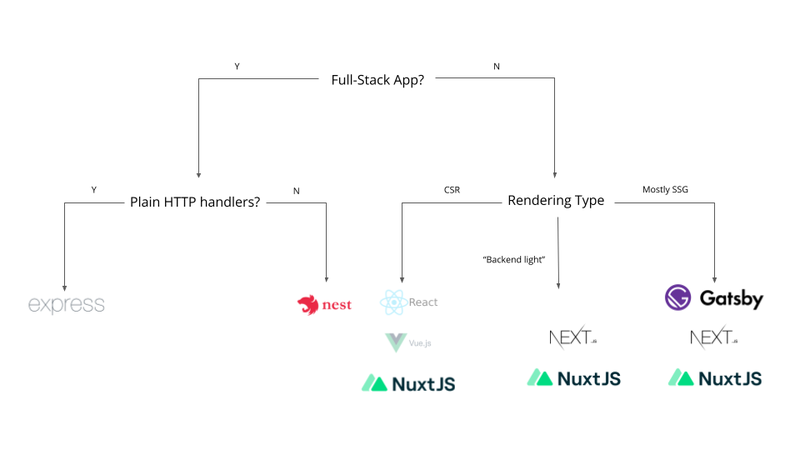 Y
N
Full-Stack App?
Y
N
CSR
Mostly SSG
Plain HTTP handlers?
Rendering Type
"Backend light"
express
nest
React
Gatsby
Vue.js
NEXT.JS
NEXT.JS
NuxtJS
NuxtJS
NuxtJS